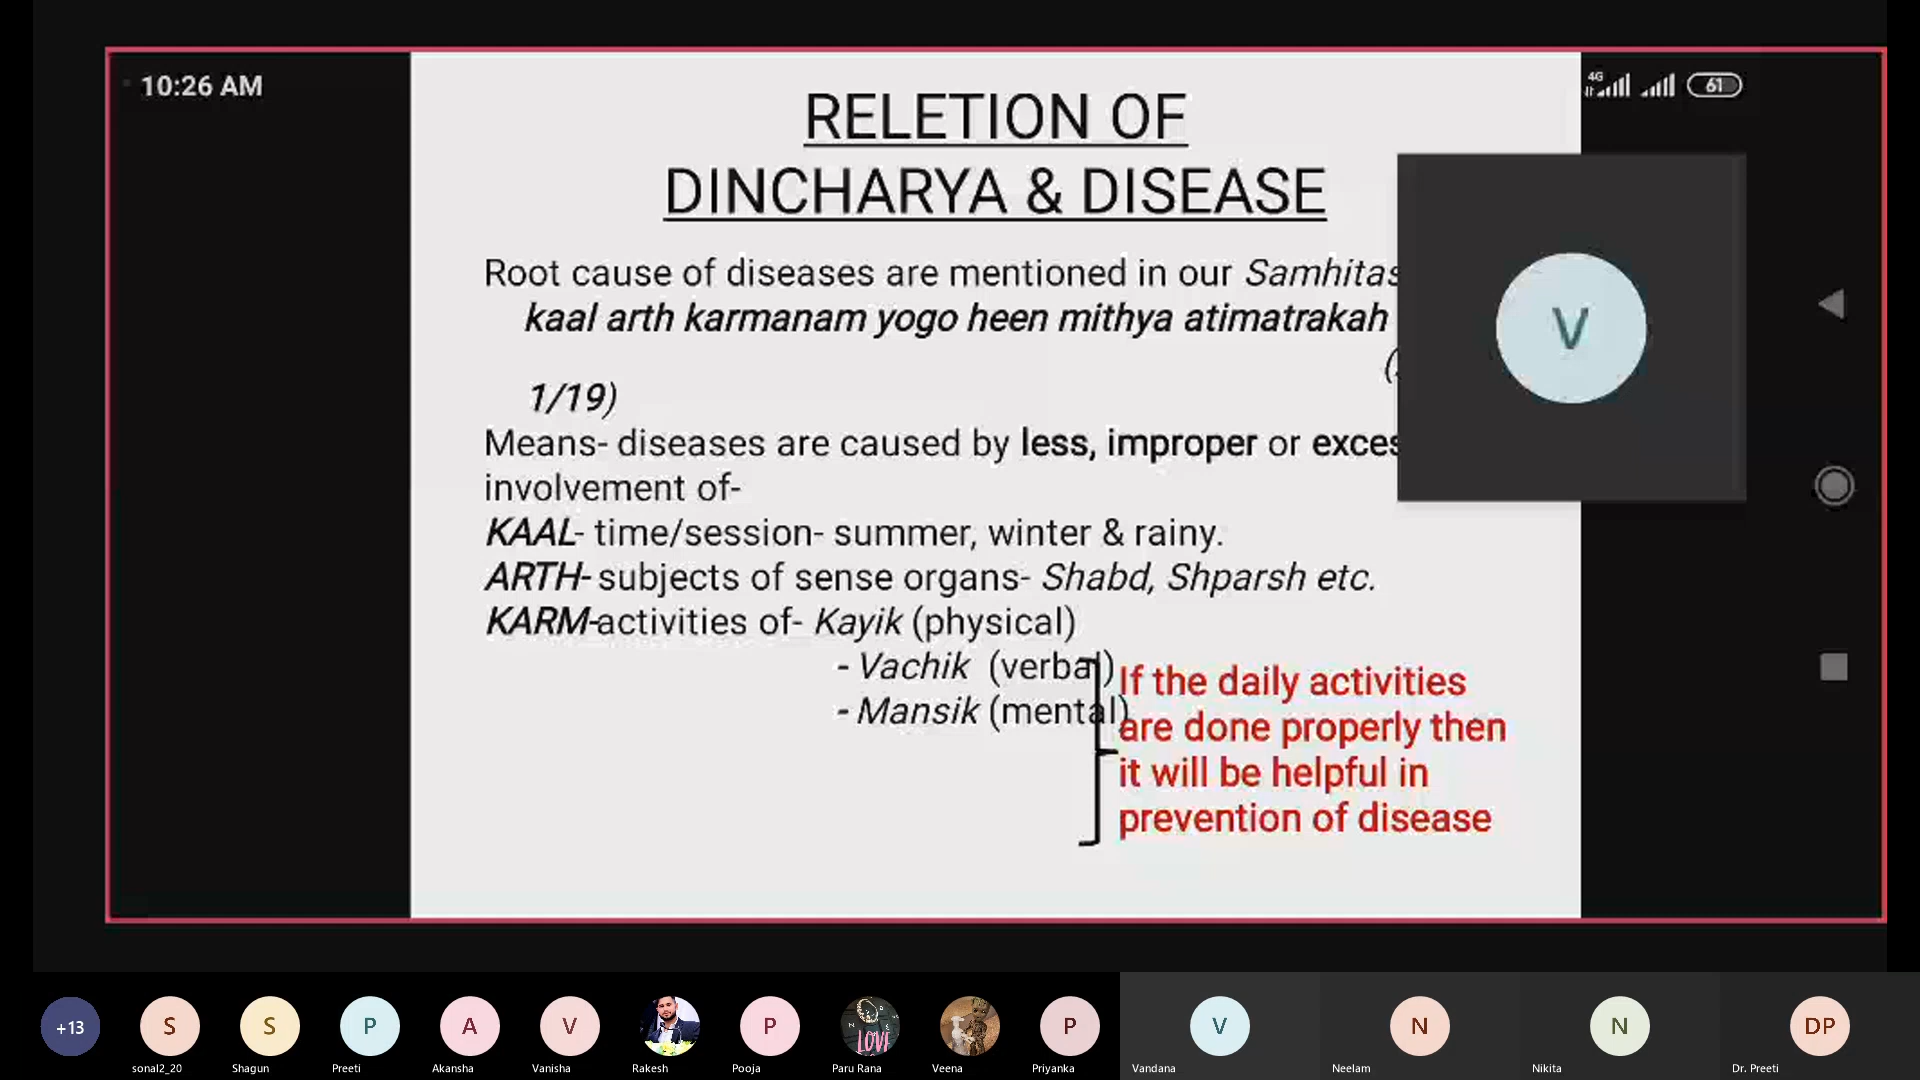 10:26 AM
4G
61
RELETION OF
DINCHARYA & DISEASE
Root cause of diseases are mentioned in our Samhitas
kaal arth karmanam yogo heen mithya atimatrakah
(
1/19)
Means- diseases are caused by less, improper or exces
involvement of-
KAAL- time/session- summer, winter & rainy.
ARTH- subjects of sense organs- Shabd, Shparsh etc.
KARM-activities of- Kayik (physical)
- Vachik (verbal)
- Mansik (mental)
If the daily activities
are done properly then
it will be helpful in
prevention of disease
V
+13 S S P A V P LOVE P V N N DP
sonal2_20 Shagun Preeti Akansha Vanisha Rakesh Pooja Paru Rana Veena Priyanka Vandana Neelam Nikita Dr. Preeti